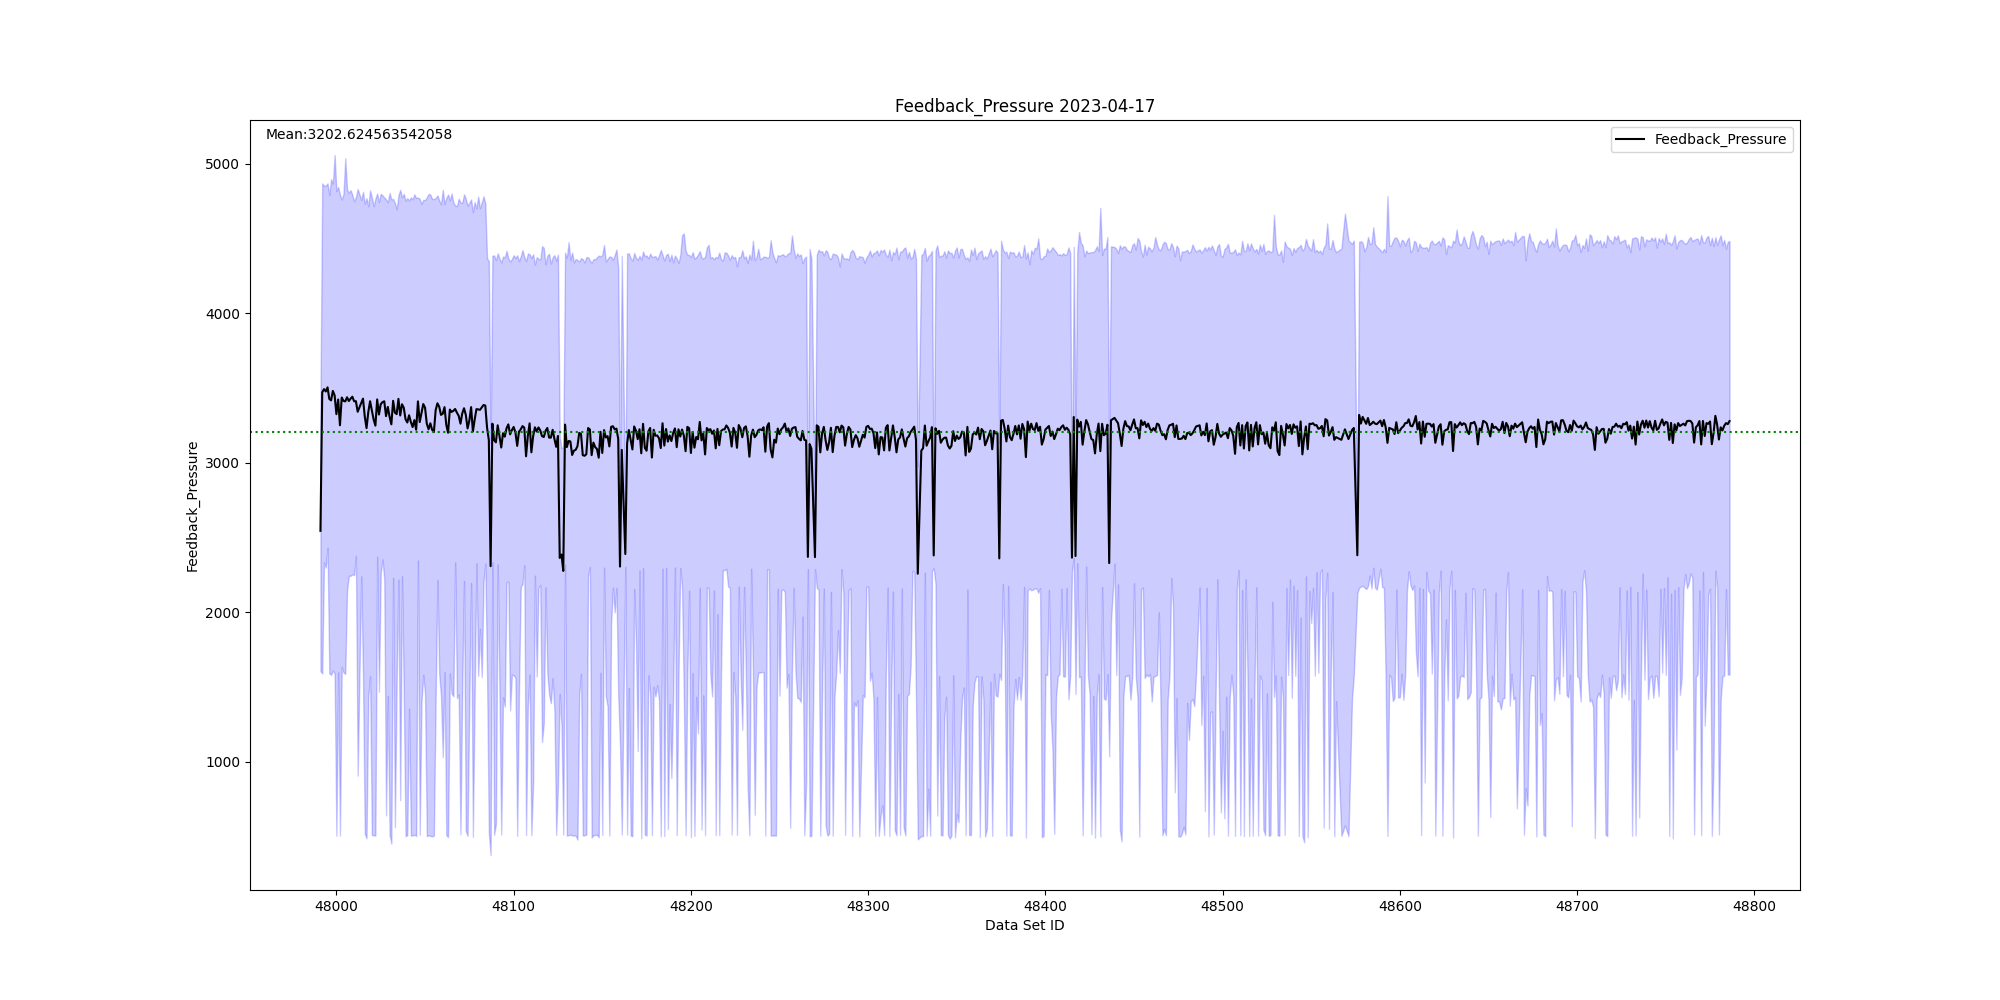 Feedback_Pressure 2023-04-17
Mean:3202.624563542058
Feedback_Pressure
5000
4000
3000
2000
1000
Feedback_Pressure
48000 48100 48200 48300 48400 48500 48600 48700 48800
Data Set ID